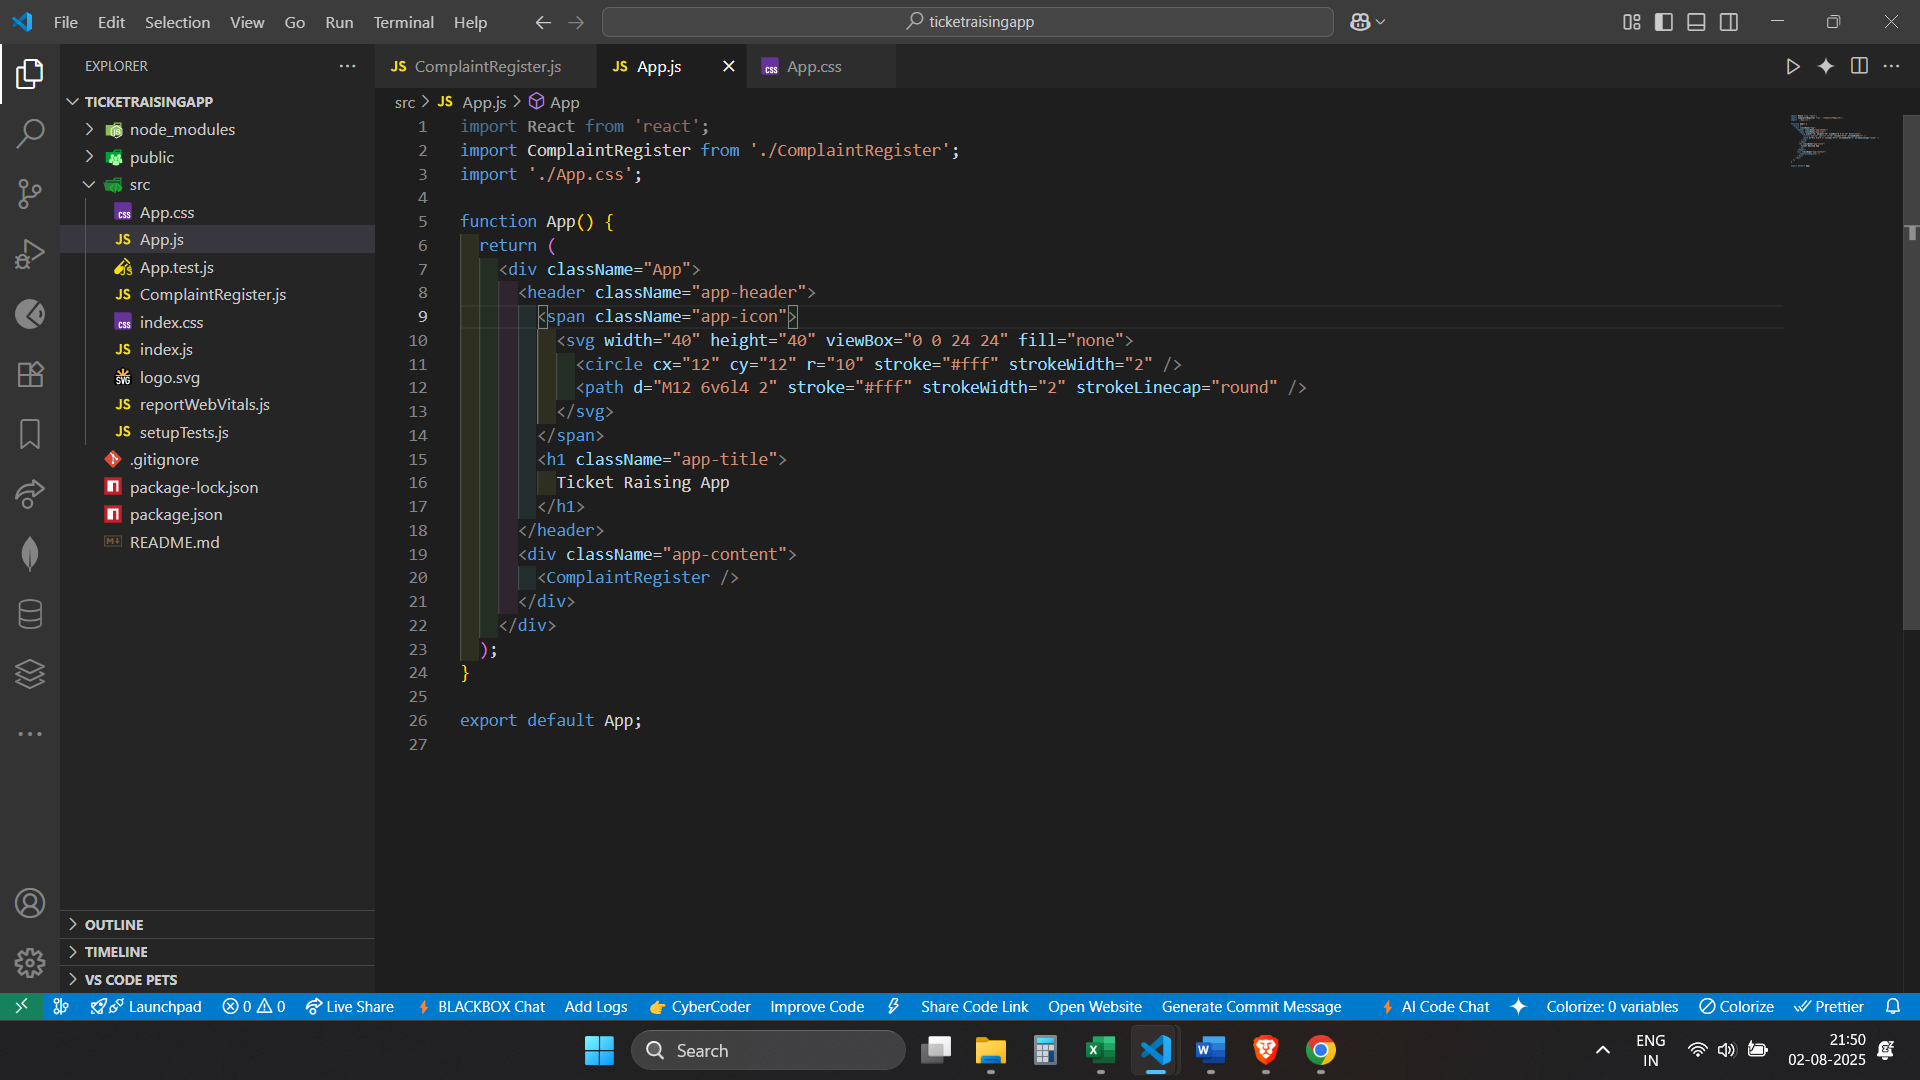 File Edit Selection View Go Run Terminal Help
ticketraisingapp
EXPLORER
TICKETRAISINGAPP
node_modules
public
src
App.css
App.js
App.test.js
ComplaintRegister.js
index.css
index.js
logo.svg
reportWebVitals.js
setupTests.js
.gitignore
package-lock.json
package.json
README.md
OUTLINE
TIMELINE
VS CODE PETS
JS ComplaintRegister.js JS App.js App.css
src > JS App.js > App
1 import React from 'react';
2 import ComplaintRegister from './ComplaintRegister';
3 import './App.css';
4
5 function App() {
6 return (
7 <div className="App">
8 <header className="app-header">
9 <span className="app-icon">
10 <svg width="40" height="40" viewBox="0 0 24 24" fill="none">
11 <circle cx="12" cy="12" r="10" stroke="#fff" strokeWidth="2" />
12 <path d="M12 6v6l4 2" stroke="#fff" strokeWidth="2" strokeLinecap="round" />
13 </svg>
14 </span>
15 <h1 className="app-title">
16 Ticket Raising App
17 </h1>
18 </header>
19 <div className="app-content">
20 <ComplaintRegister />
21 </div>
22 </div>
23 );
24 }
25
26 export default App;
27
Launchpad 0 0 Live Share BLACKBOX Chat Add Logs CyberCoder Improve Code Share Code Link Open Website Generate Commit Message AI Code Chat Colorize: 0 variables Colorize Prettier
Search
ENG
IN
21:50
02-08-2025